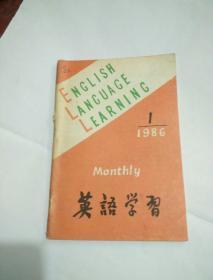 ENGLISH
LANGUAGE
LEARNING
1
1986
Monthly
英語学習